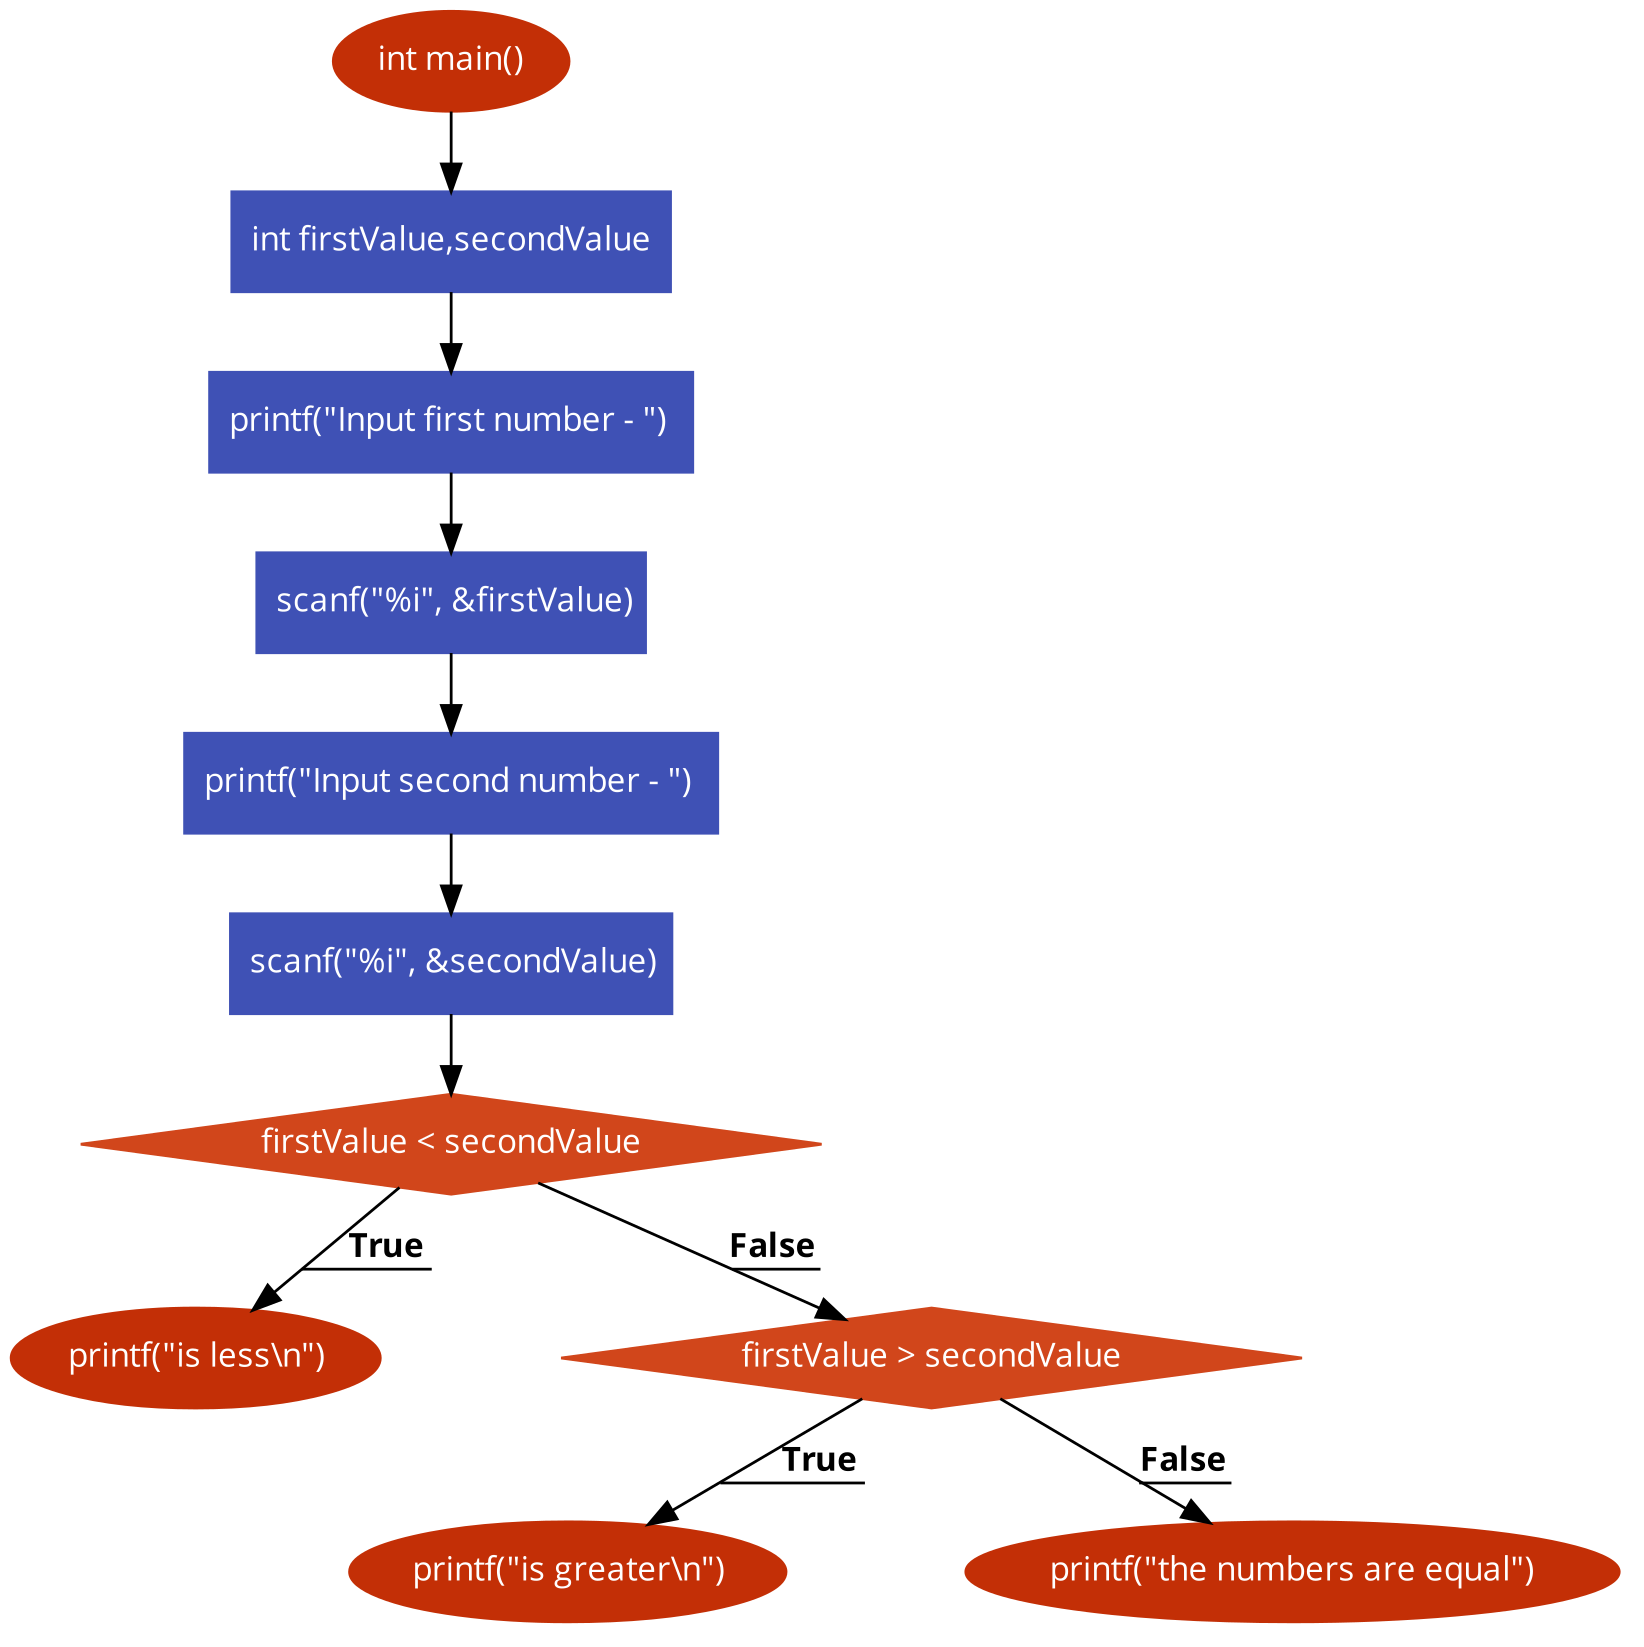 int main()
int firstValue,secondValue
printf("Input first number - ")
scanf("%i", &firstValue)
printf("Input second number - ")
scanf("%i", &secondValue)
firstValue < secondValue
True
False
printf("is less\n")
firstValue > secondValue
True
False
printf("is greater\n")
printf("the numbers are equal")